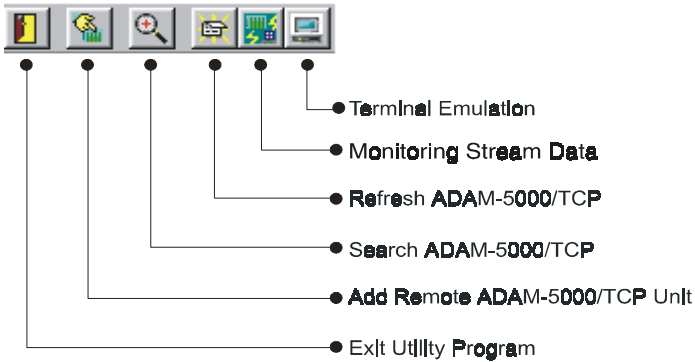 Terminal Emulation
Monitoring Stream Data
Refresh ADAM-5000/TCP
Search ADAM-5000/TCP
Add Remote ADAM-5000/TCP Unit
Exit Utility Program